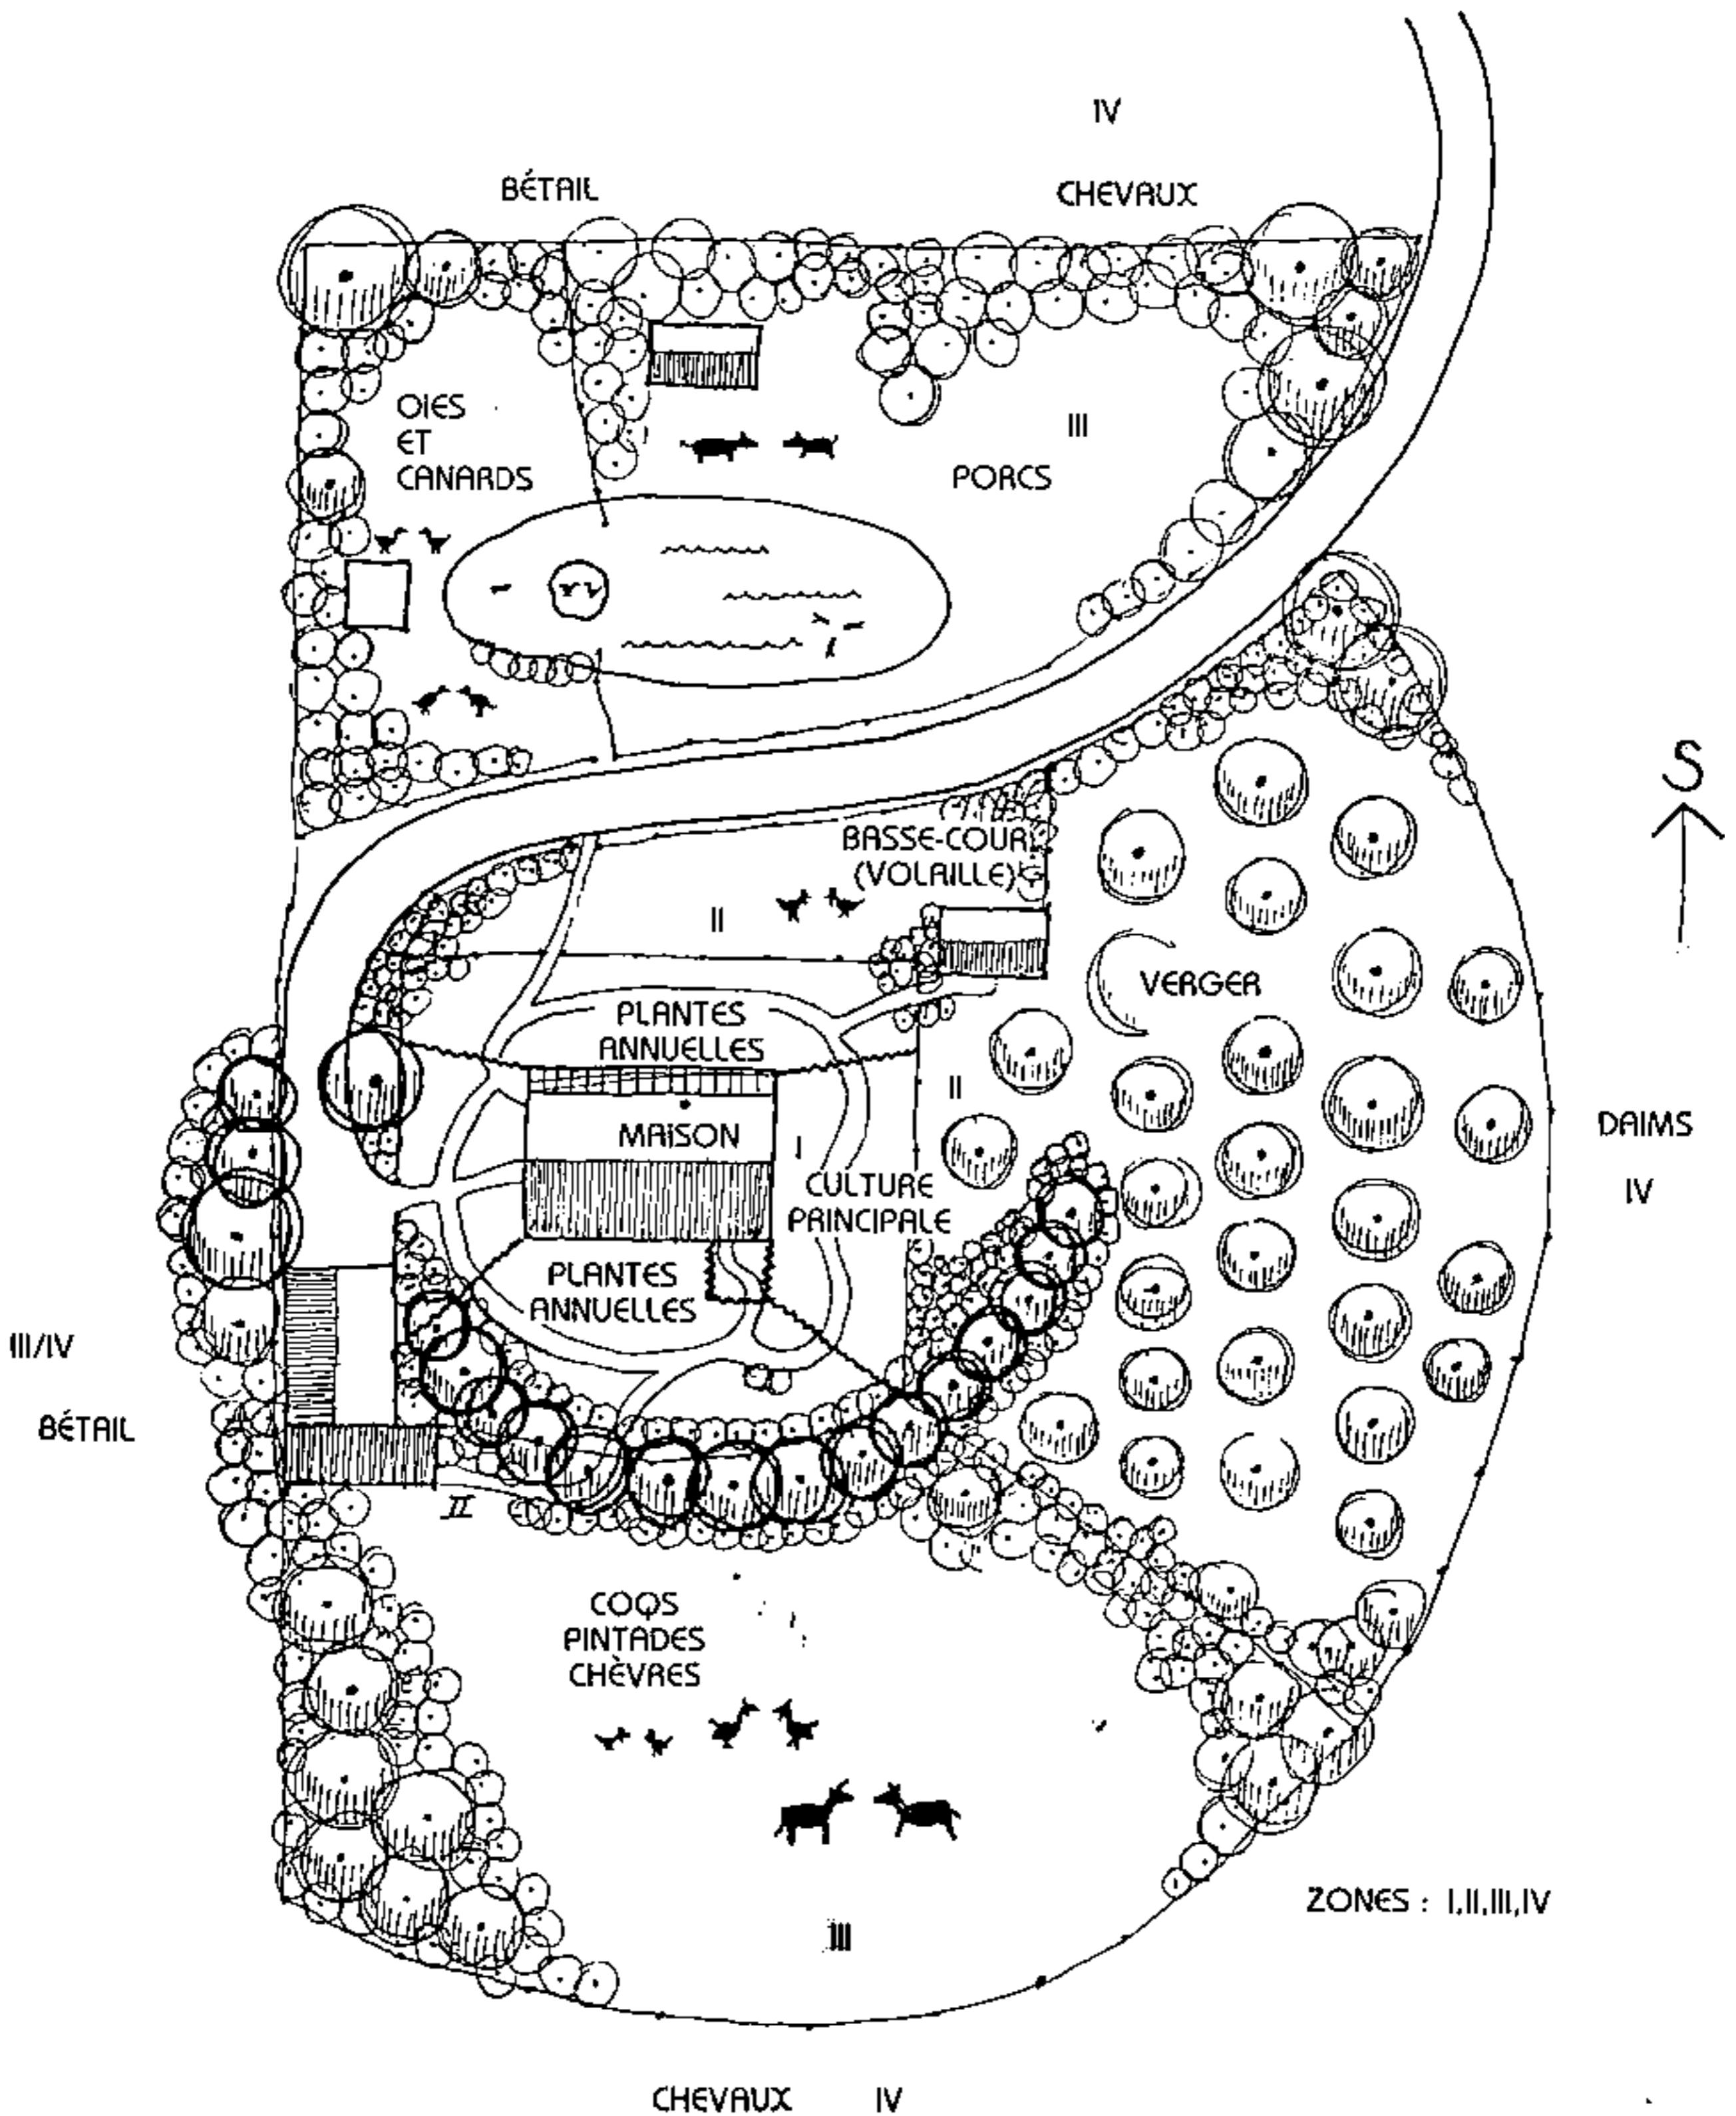 IV
BÉTAIL
CHEVAUX
OIES
ET
CANARDS
III
PORCS
S
BASSE-COUR
(VOLAILLE)
II
VERGER
PLANTES
ANNUELLES
II
MAISON
I
DAIMS
IV
CULTURE
PRINCIPALE
PLANTES
ANNUELLES
III/IV
BÉTAIL
II
COQS
PINTADES
CHÈVRES
ZONES : I,II,III,IV
III
CHEVAUX IV